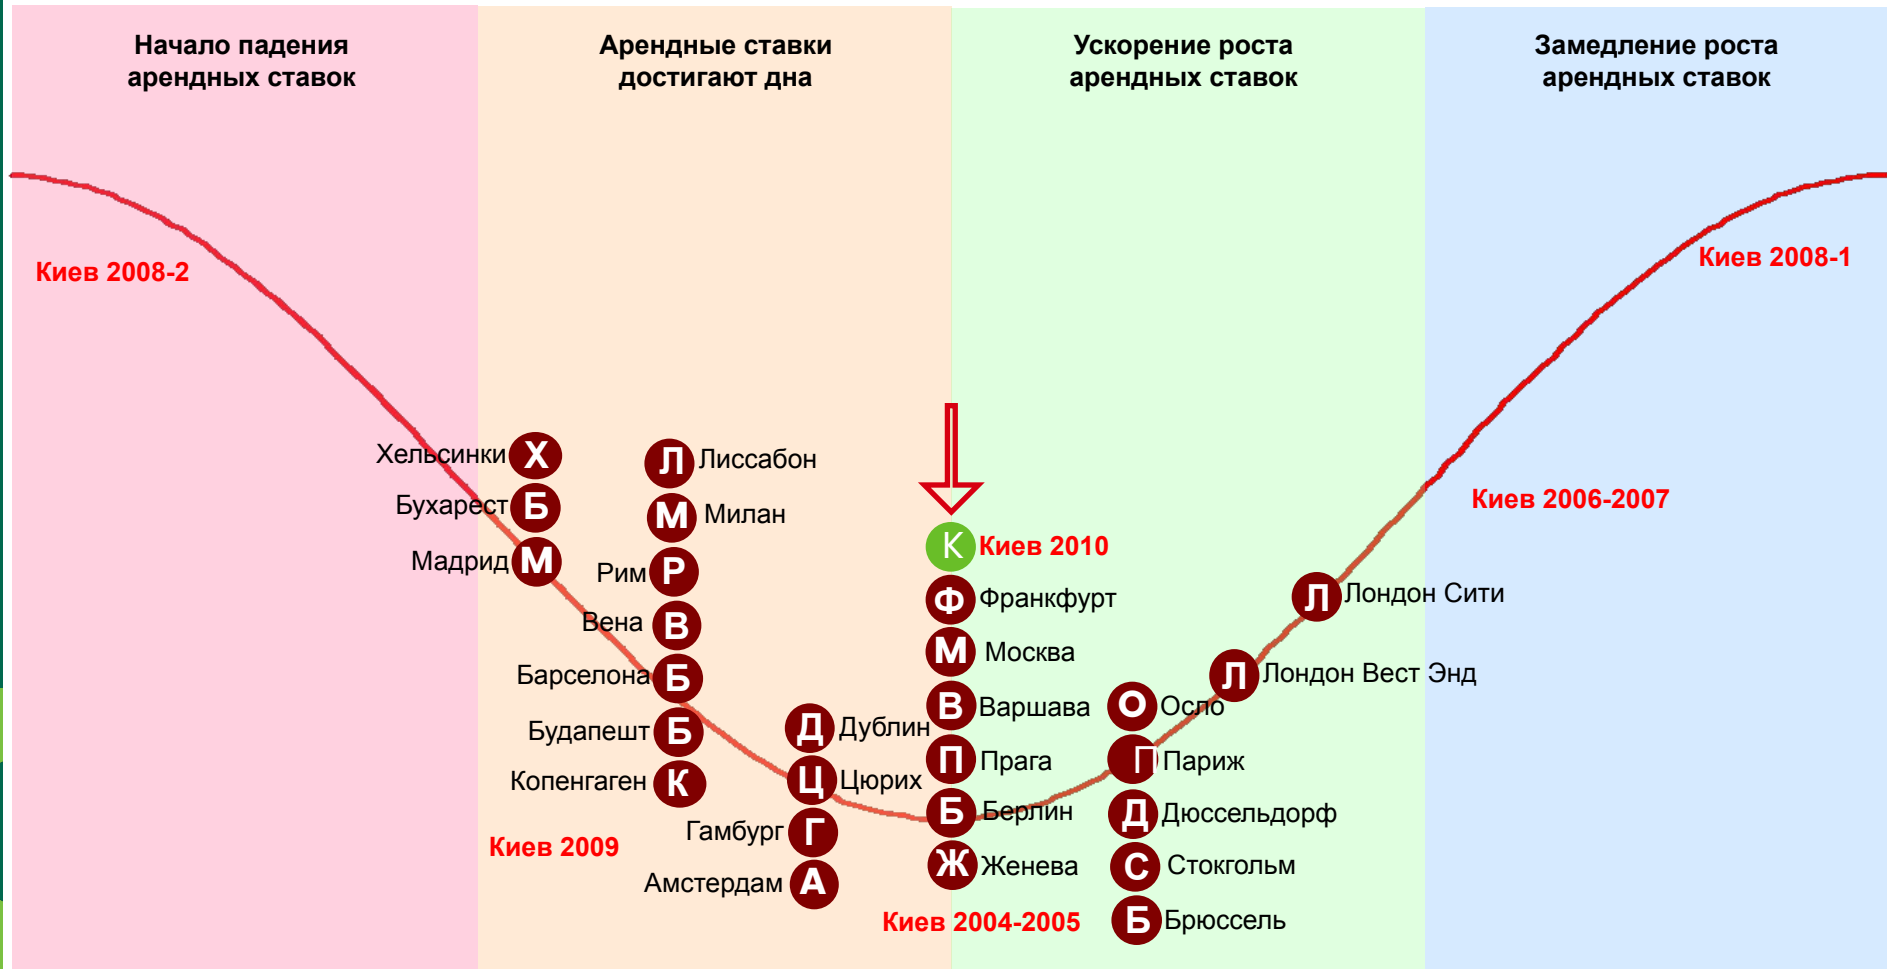 Начало падения
арендных ставок
Арендные ставки
достигают дна
Ускорение роста
арендных ставок
Замедление роста
арендных ставок
Киев 2008-2
Киев 2008-1
Хельсинки Х
Бухарест Б
Мадрид М
Л Лиссабон
М Милан
Рим Р
Вена В
Барселона Б
Будапешт Б
Копенгаген К
Киев 2009
Д Дублин
Ц Цюрих
Гамбург Г
Амстердам А
К Киев 2010
Ф Франкфурт
М Москва
В Варшава
П Прага
Б Берлин
Ж Женева
Киев 2004-2005
О Осло
П Париж
Д Дюссельдорф
С Стокгольм
Б Брюссель
Л Лондон Вест Энд
Л Лондон Сити
Киев 2006-2007